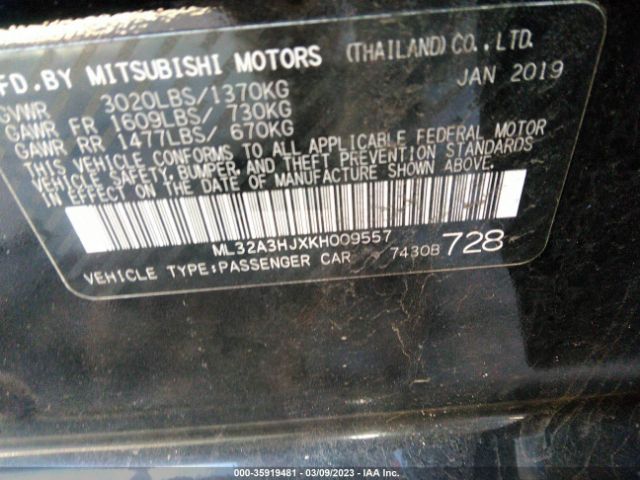 FD. BY MITSUBISHI MOTORS (THAILAND) CO., LTD.
JAN 2019
GVWR 3020LBS/1370KG
GAWR FR 1609LBS/ 730KG
GAWR RR 1477LBS/ 670KG
THIS VEHICLE CONFORMS TO ALL APPLICABLE FEDERAL MOTOR
VEHICLE SAFETY, BUMPER, AND THEFT PREVENTION STANDARDS
IN EFFECT ON THE DATE OF MANUFACTURE SHOWN ABOVE.
ML32A3HJXKH009557
VEHICLE TYPE:PASSENGER CAR 7430B 728
000-35919481 - 03/09/2023 - IAA Inc.